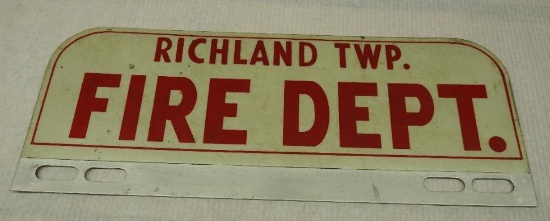 RICHLAND TWP.
FIRE DEPT.